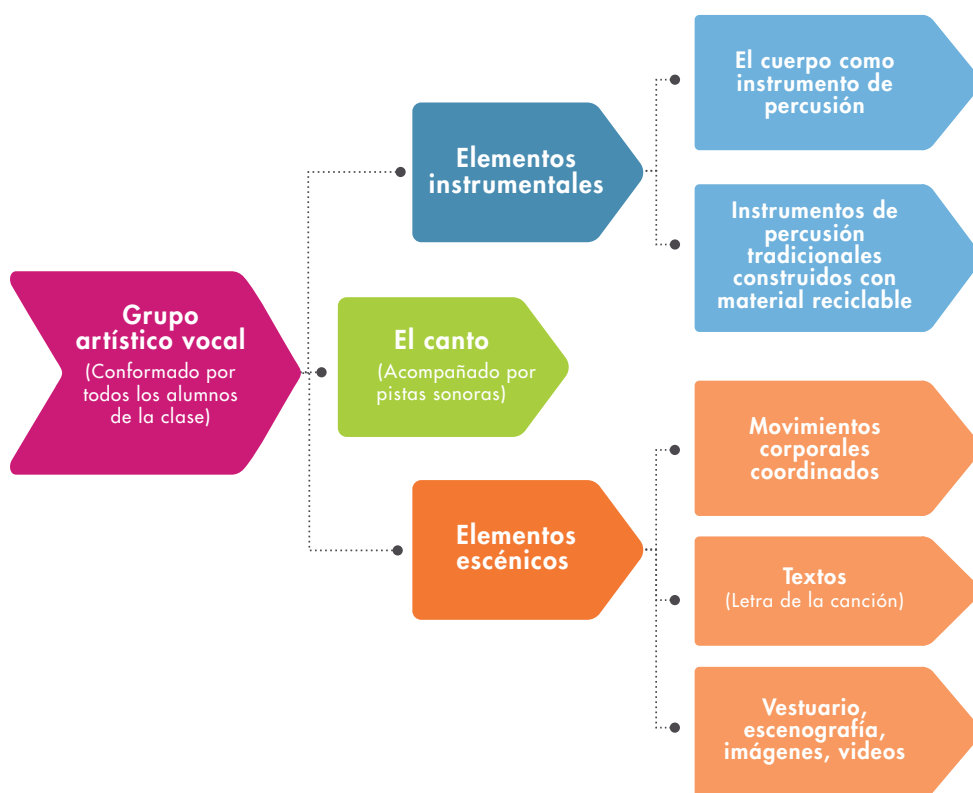 Grupo
artístico vocal
(Conformado por
todos los alumnos
de la clase)
Elementos
instrumentales
El cuerpo como
instrumento de
percusión
Instrumentos de
percusión
tradicionales
construidos con
material reciclable
El canto
(Acompañado por
pistas sonoras)
Elementos
escénicos
Movimientos
corporales
coordinados
Textos
(Letra de la canción)
Vestuario,
escenografía,
imágenes, videos